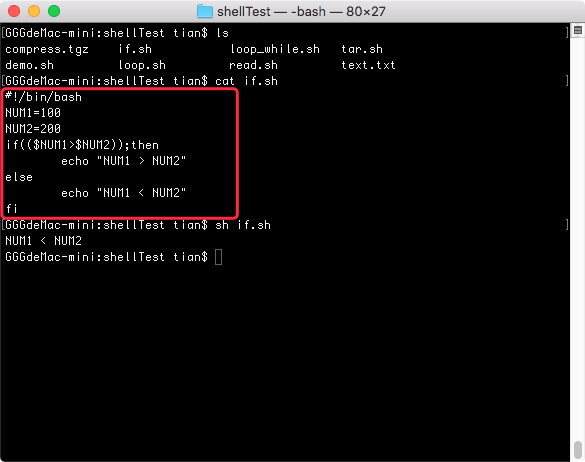 shellTest — -bash — 80×27
[GGGdeMac-mini:shellTest tian$ ls ]
compress.tgz if.sh loop_while.sh tar.sh
demo.sh loop.sh read.sh text.txt
[GGGdeMac-mini:shellTest tian$ cat if.sh ]
#!/bin/bash
NUM1=100
NUM2=200
if(($NUM1>$NUM2));then
echo "NUM1 > NUM2"
else
echo "NUM1 < NUM2"
fi
[GGGdeMac-mini:shellTest tian$ sh if.sh ]
NUM1 < NUM2
GGGdeMac-mini:shellTest tian$